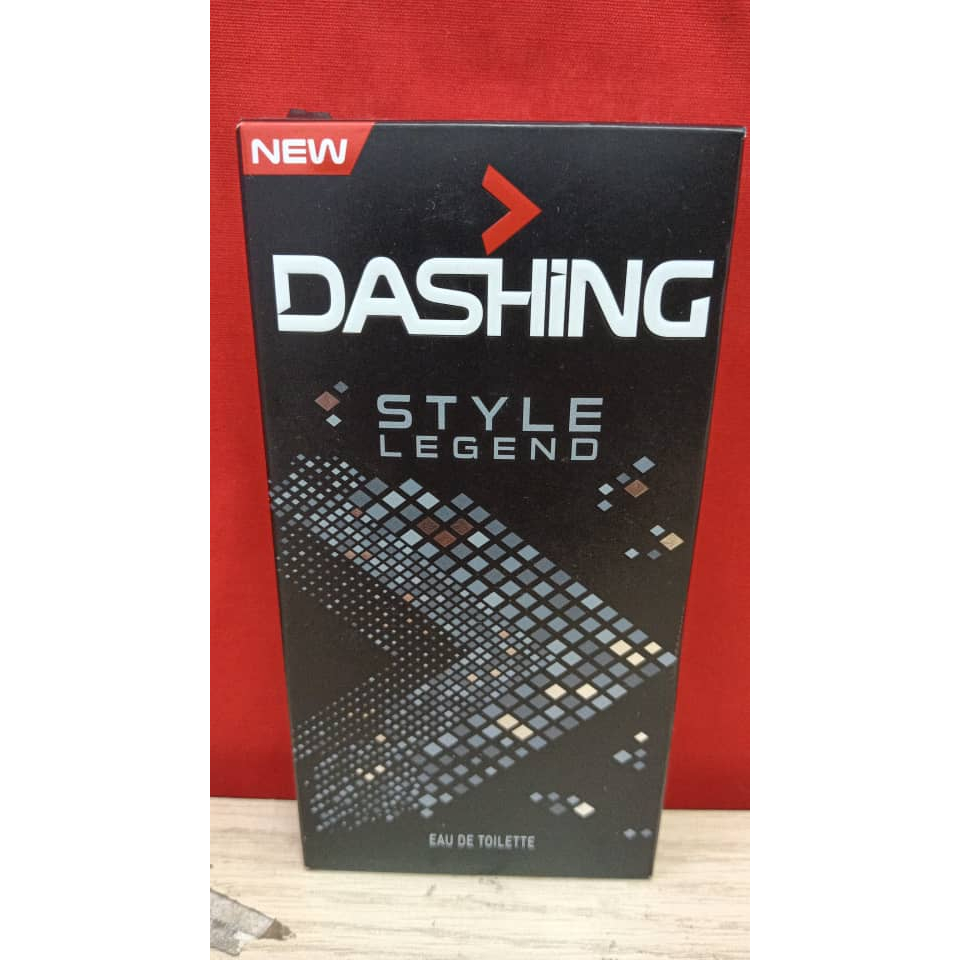 NEW
DASHiNG
STYLE
LEGEND
EAU DE TOILETTE